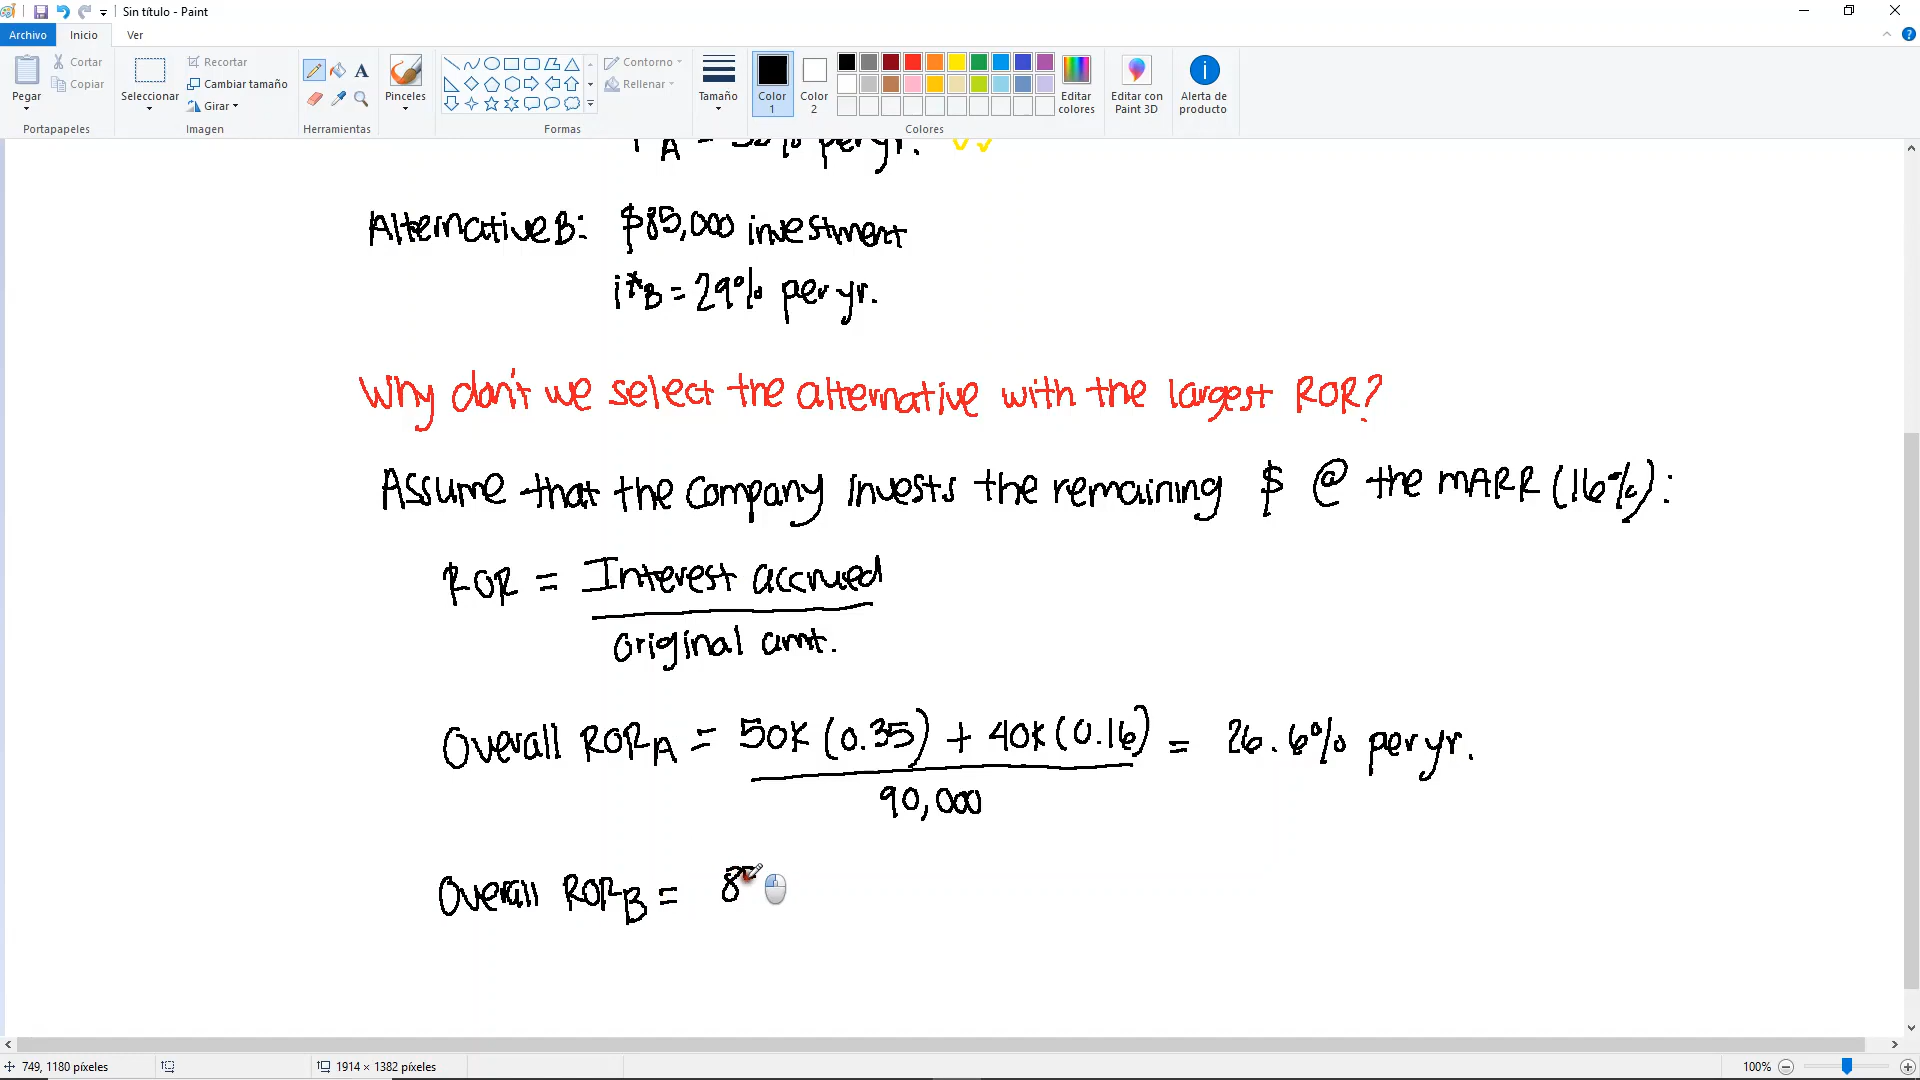 Sin título - Paint
Archivo Inicio Ver
Pegar Cortar Copiar Portapapeles
Seleccionar Recortar Cambiar tamaño Girar Imagen
Herramientas
Pinceles
Contorno Rellenar Formas
Tamaño
Color 1 Color 2 Colores
Editar colores
Editar con Paint 3D
Alerta de producto
A = % per yr.
Alternative B: $85,000 investment
i*B = 29% per yr.
Why don't we select the alternative with the largest ROR?
Assume that the company invests the remaining $ @ the MARR (16%):
ROR = Interest accrued
original amt.
Overall RORA = 50K (0.35) + 40K (0.16) = 26.6% per yr.
90,000
Overall RORB = 8
749, 1180 píxeles 1914 × 1382 píxeles 100%